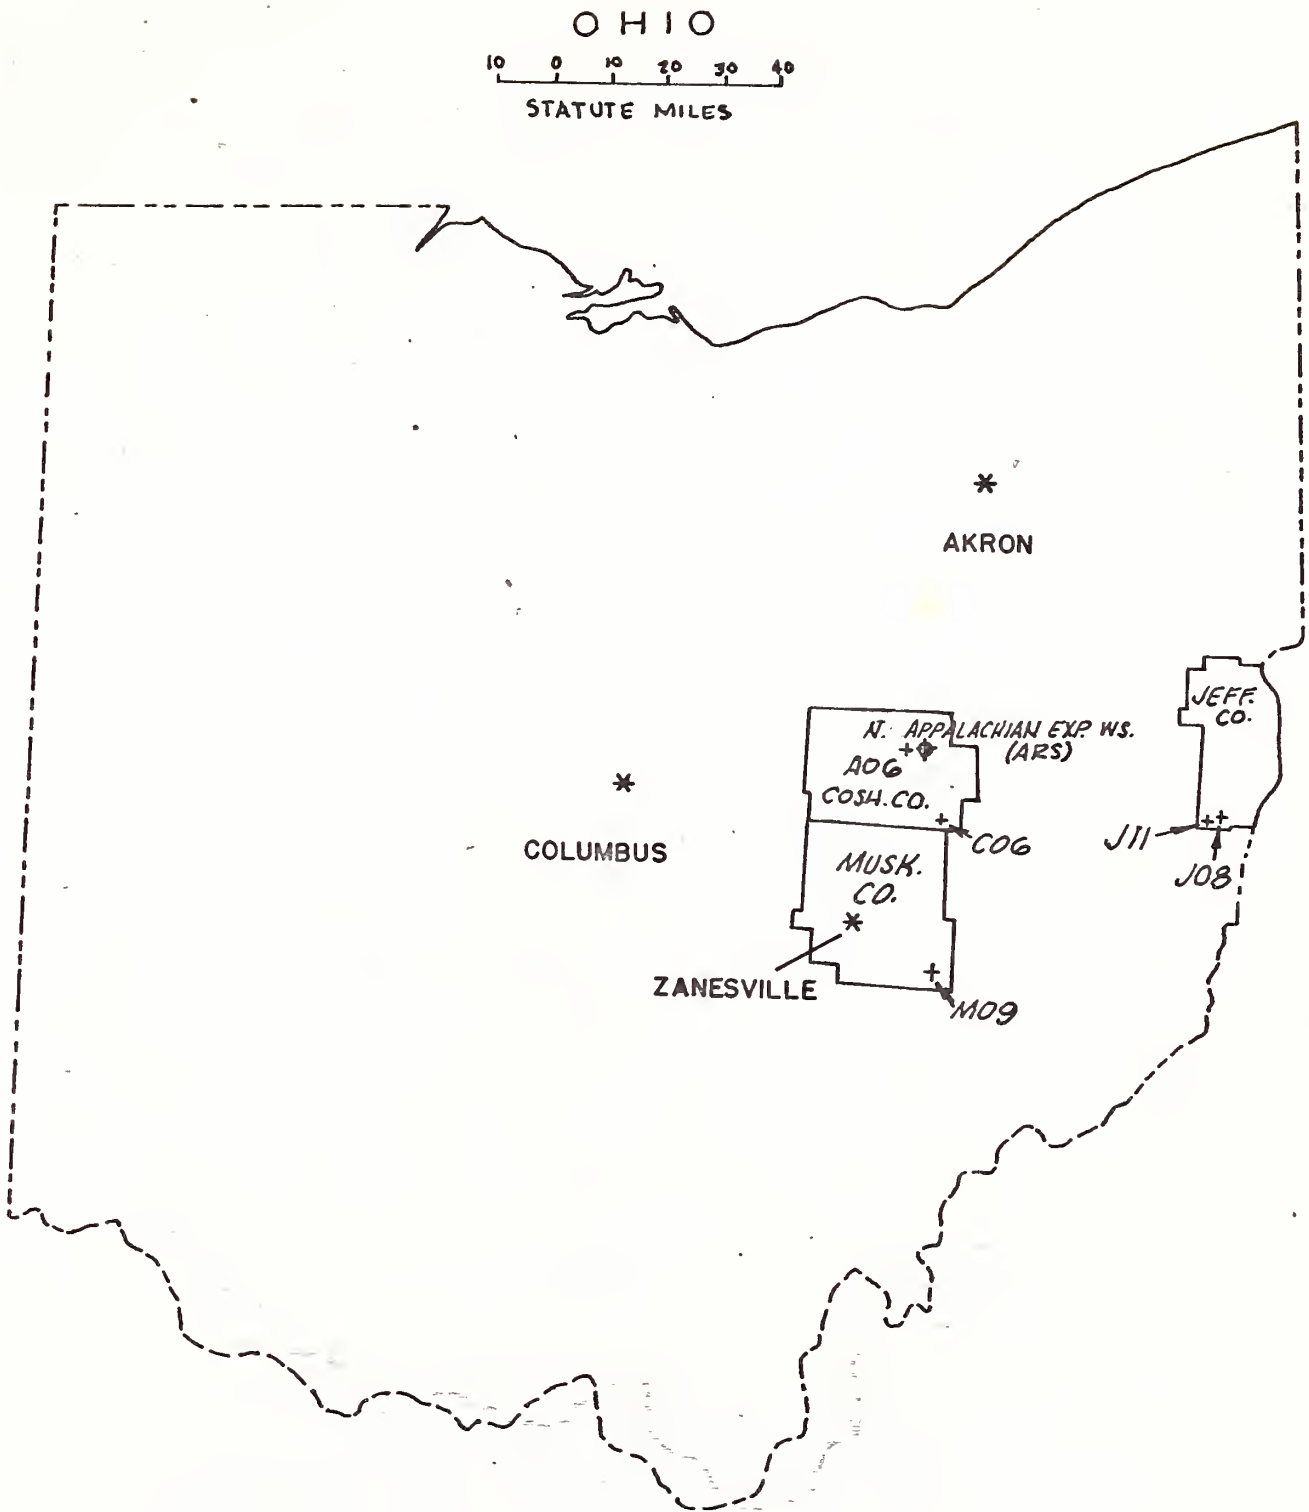 OHIO
10 0 10 20 30 40
STATUTE MILES
AKRON
JEFF.
CO.
N. APPALACHIAN EXP. WS.
(ARS)
A06
COSH. CO.
COLUMBUS
C06
J11
J08
MUSK.
CO.
ZANESVILLE
M09